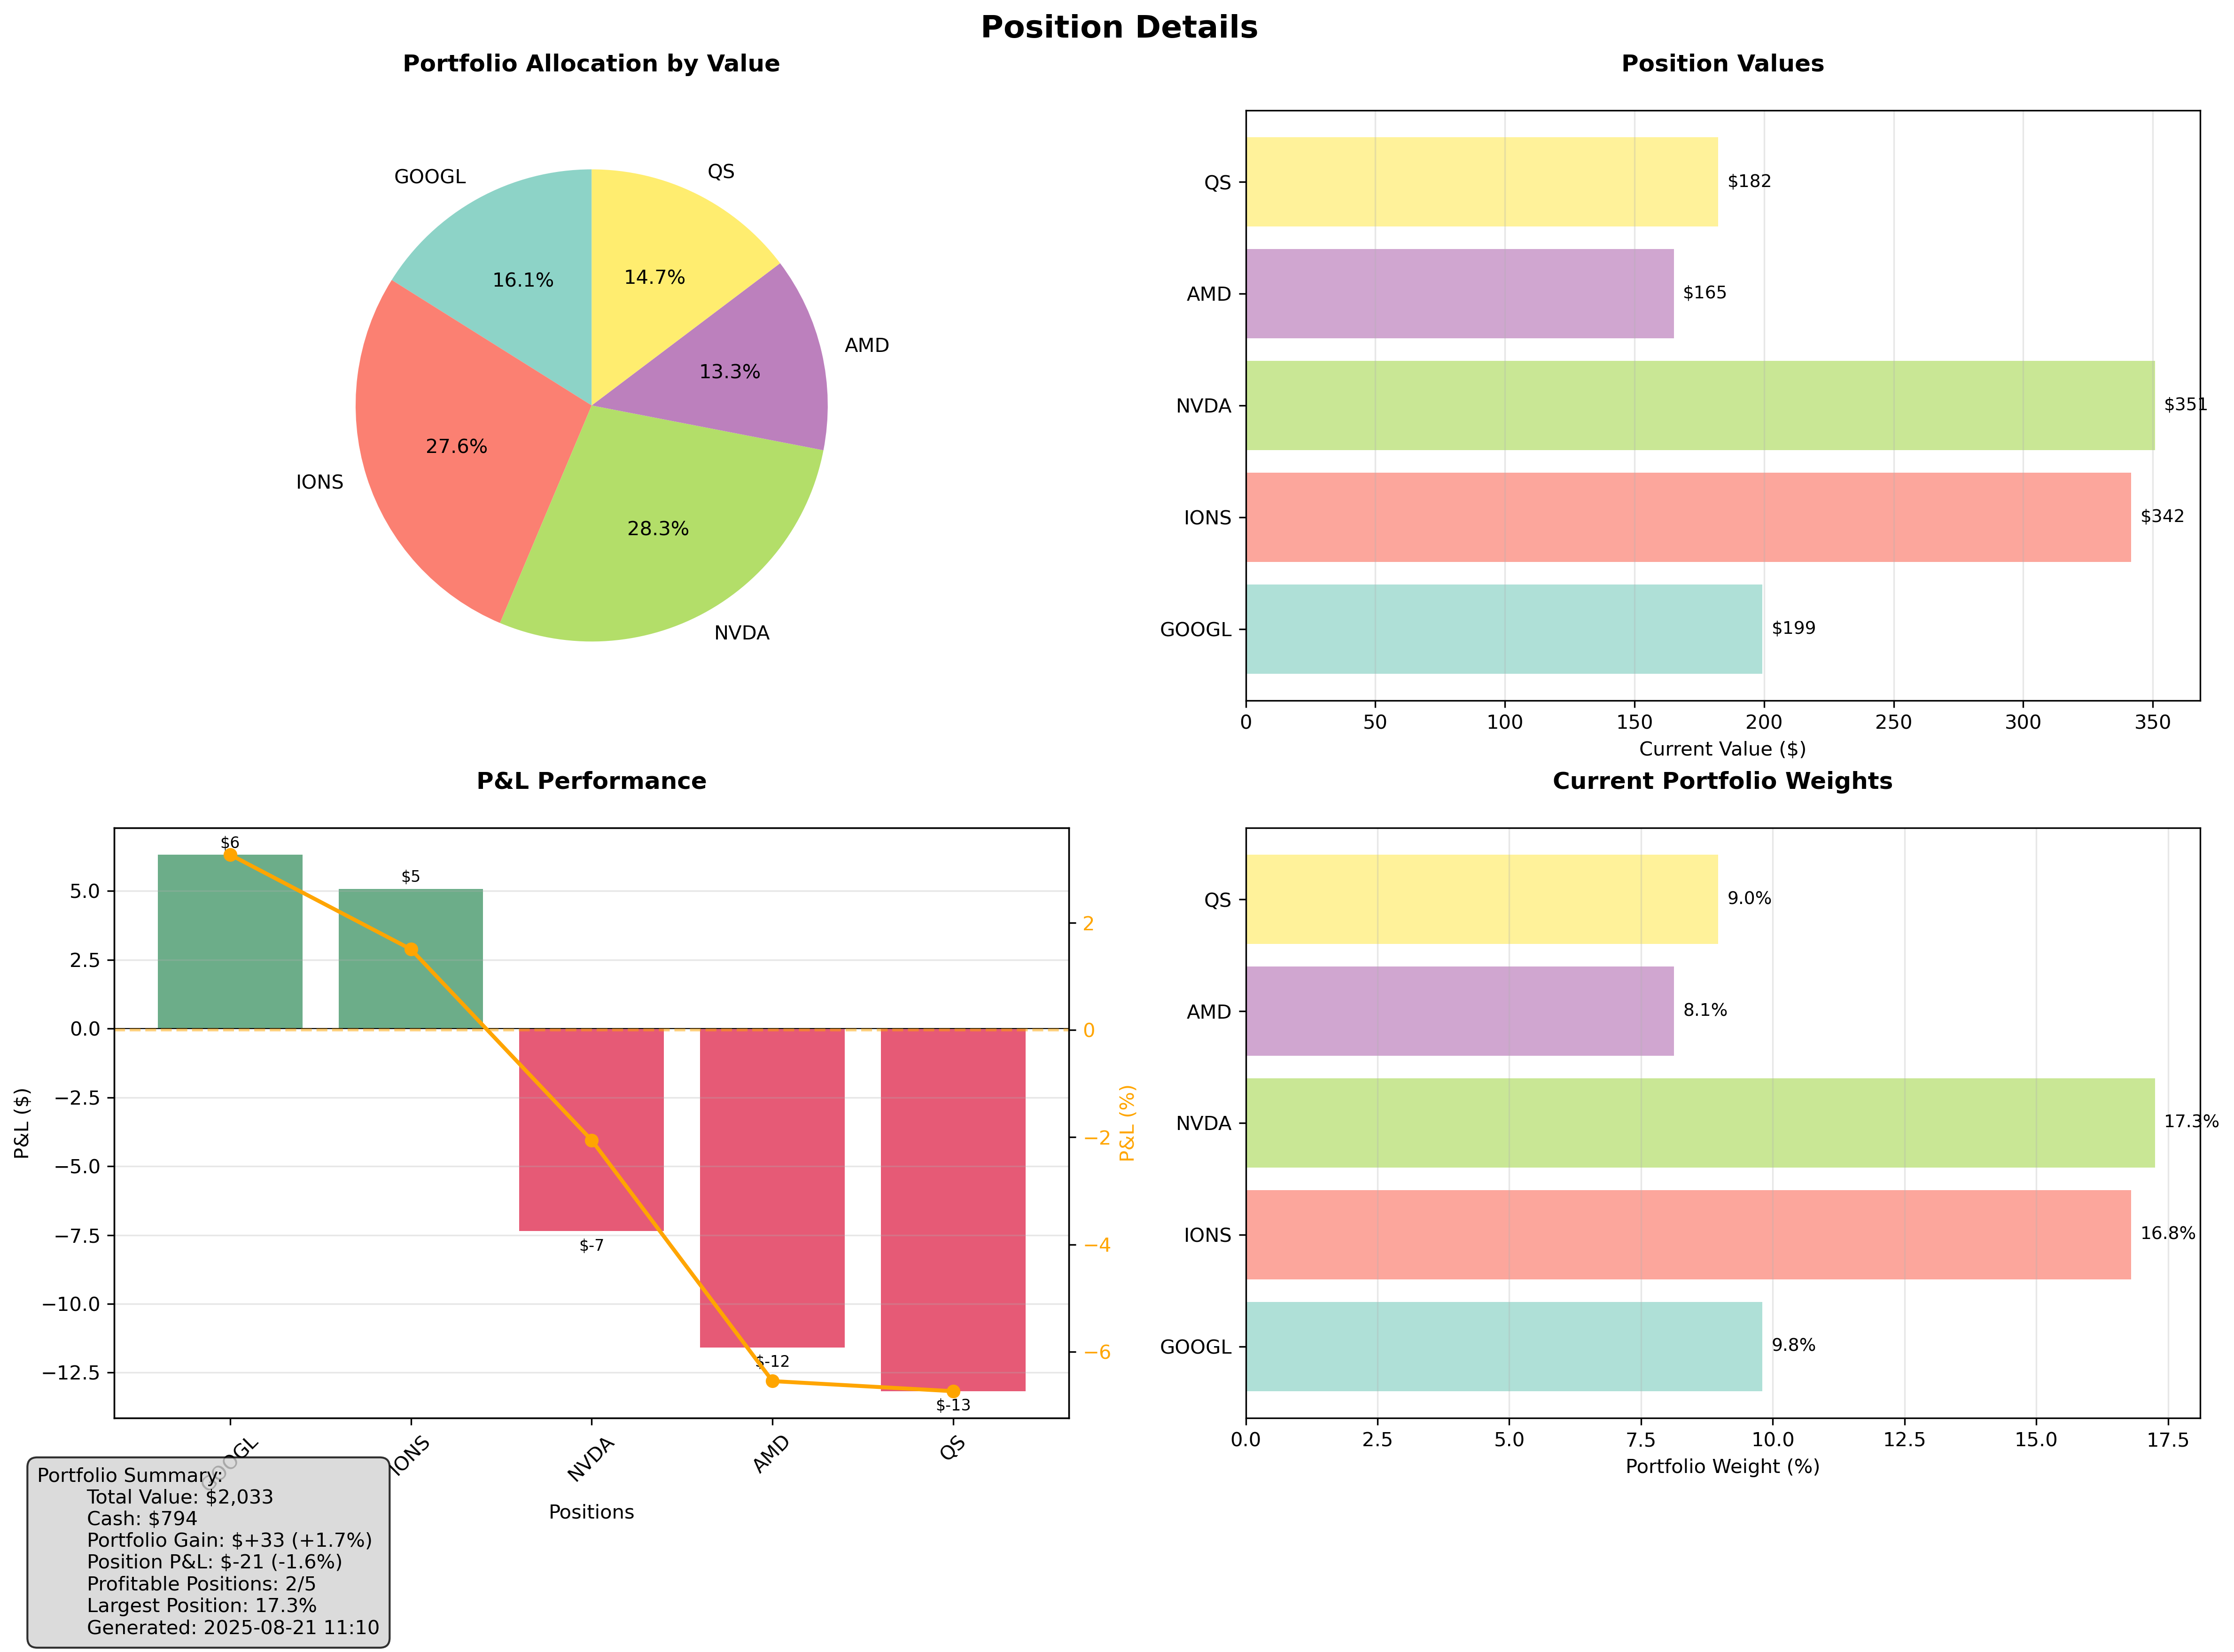 Position Details
Portfolio Allocation by Value
GOOGL
QS
16.1%
14.7%
AMD
13.3%
27.6%
IONS
28.3%
NVDA
Position Values
QS
$182
AMD
$165
NVDA
$351
IONS
$342
GOOGL
$199
0 50 100 150 200 250 300 350
Current Value ($)
P&L Performance
$6
$5
$-7
$-12
$-13
5.0
2.5
0.0
−2.5
−5.0
−7.5
−10.0
−12.5
P&L ($)
2
0
−2
−4
−6
P&L (%)
GOOGL IONS NVDA AMD QS
Positions
Current Portfolio Weights
QS
9.0%
AMD
8.1%
NVDA
17.3%
IONS
16.8%
GOOGL
9.8%
0.0 2.5 5.0 7.5 10.0 12.5 15.0 17.5
Portfolio Weight (%)
Portfolio Summary:
Total Value: $2,033
Cash: $794
Portfolio Gain: $+33 (+1.7%)
Position P&L: $-21 (-1.6%)
Profitable Positions: 2/5
Largest Position: 17.3%
Generated: 2025-08-21 11:10